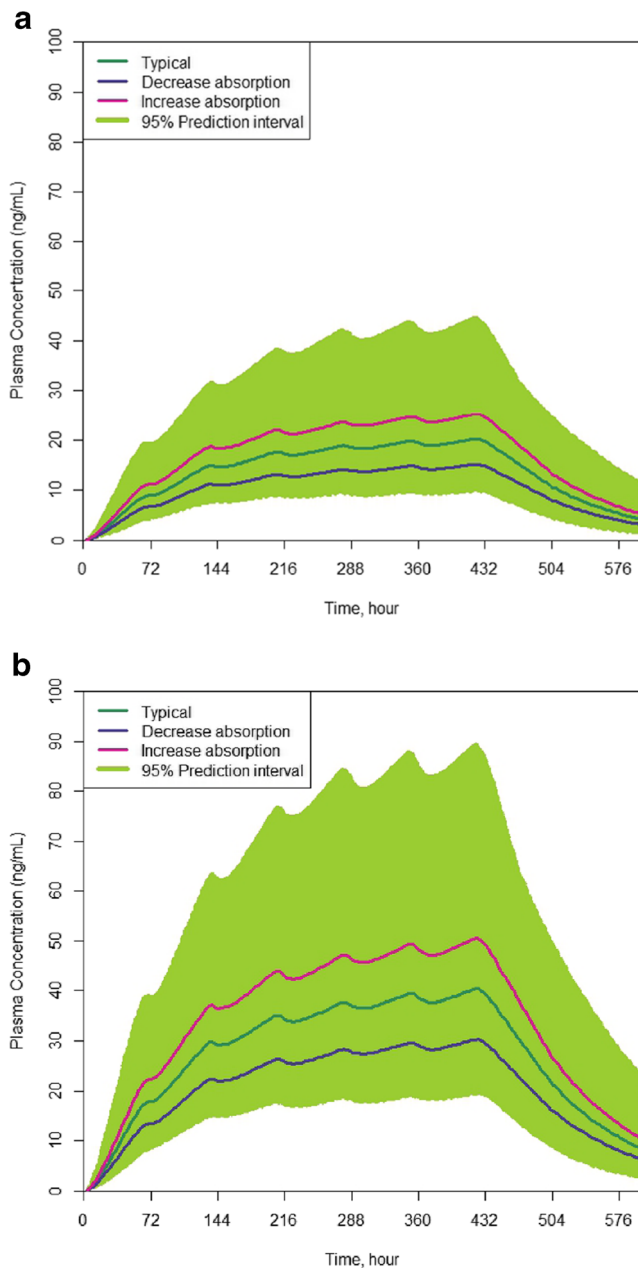 a
100
90
80
70
60
50
40
30
20
10
0
Plasma Concentration (ng/mL)
Typical
Decrease absorption
Increase absorption
95% Prediction interval
0 72 144 216 288 360 432 504 576
Time, hour
b
100
90
80
70
60
50
40
30
20
10
0
Plasma Concentration (ng/mL)
Typical
Decrease absorption
Increase absorption
95% Prediction interval
0 72 144 216 288 360 432 504 576
Time, hour